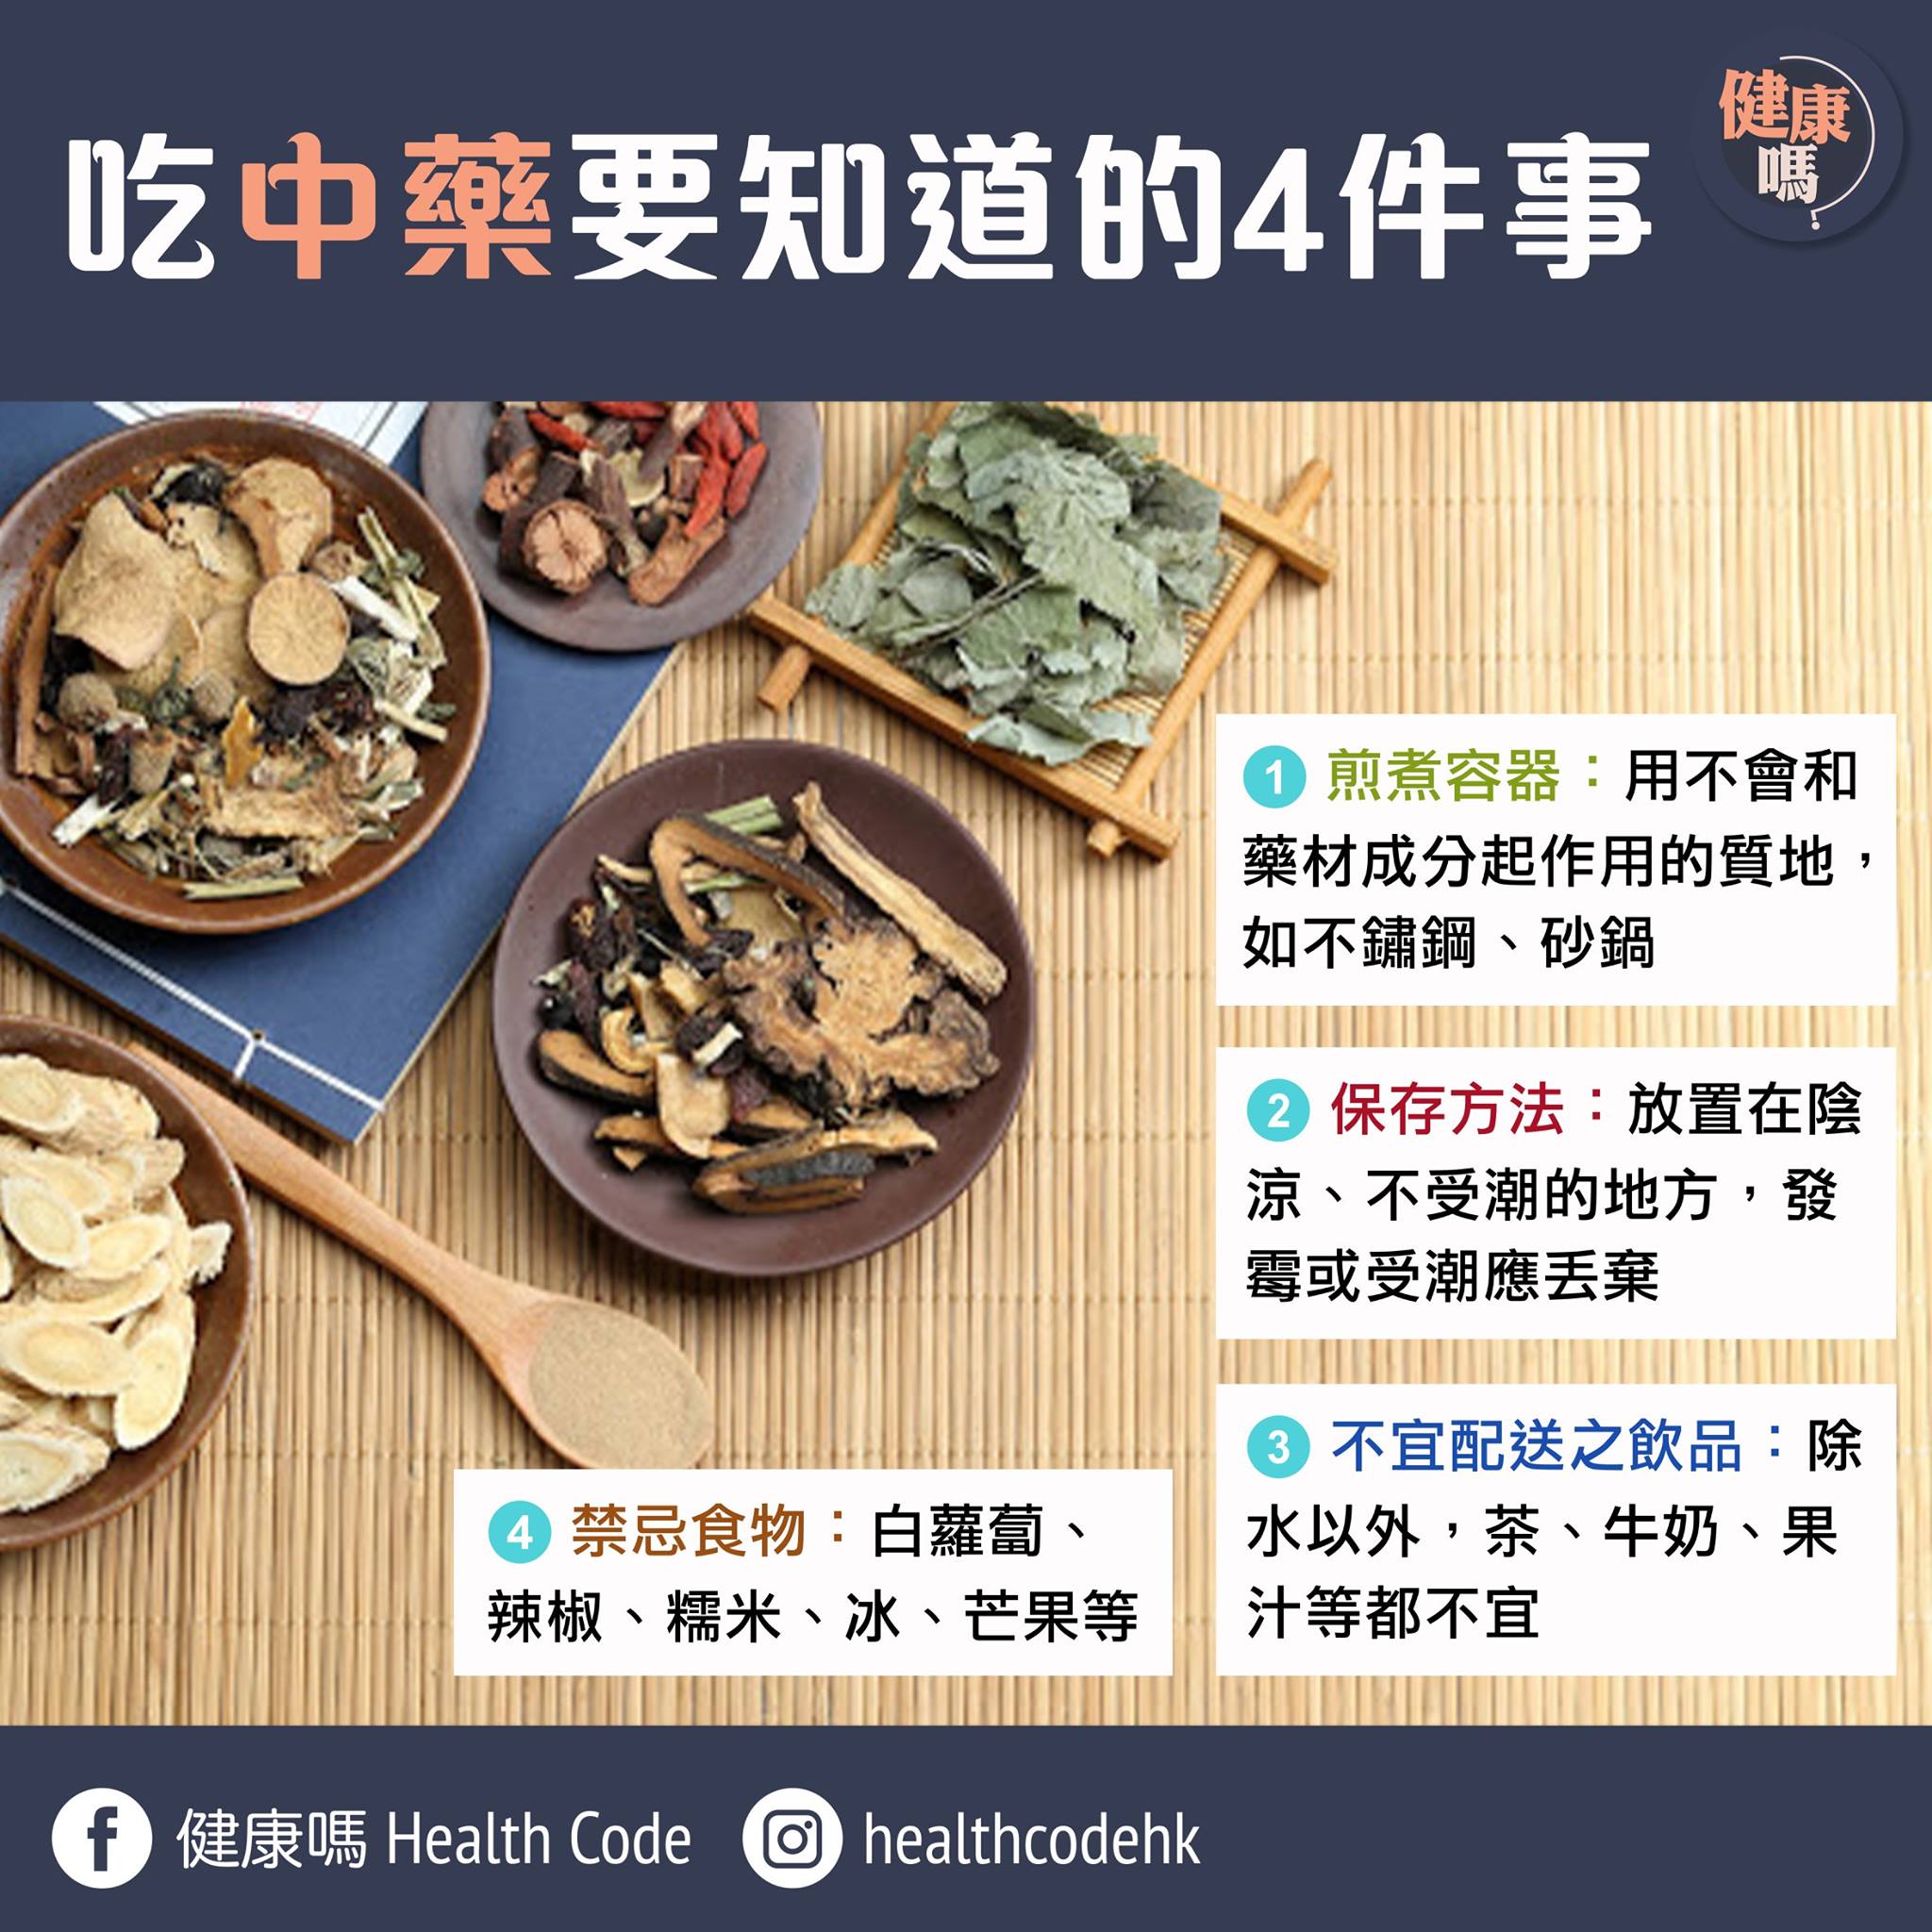 吃中藥要知道的4件事
健康
嗎?
1 煎煮容器：用不會和
藥材成分起作用的質地，
如不鏽鋼、砂鍋
2 保存方法：放置在陰
涼、不受潮的地方，發
霉或受潮應丟棄
3 不宜配送之飲品：除
水以外，茶、牛奶、果
汁等都不宜
4 禁忌食物：白蘿蔔、
辣椒、糯米、冰、芒果等
健康嗎 Health Code
healthcodehk